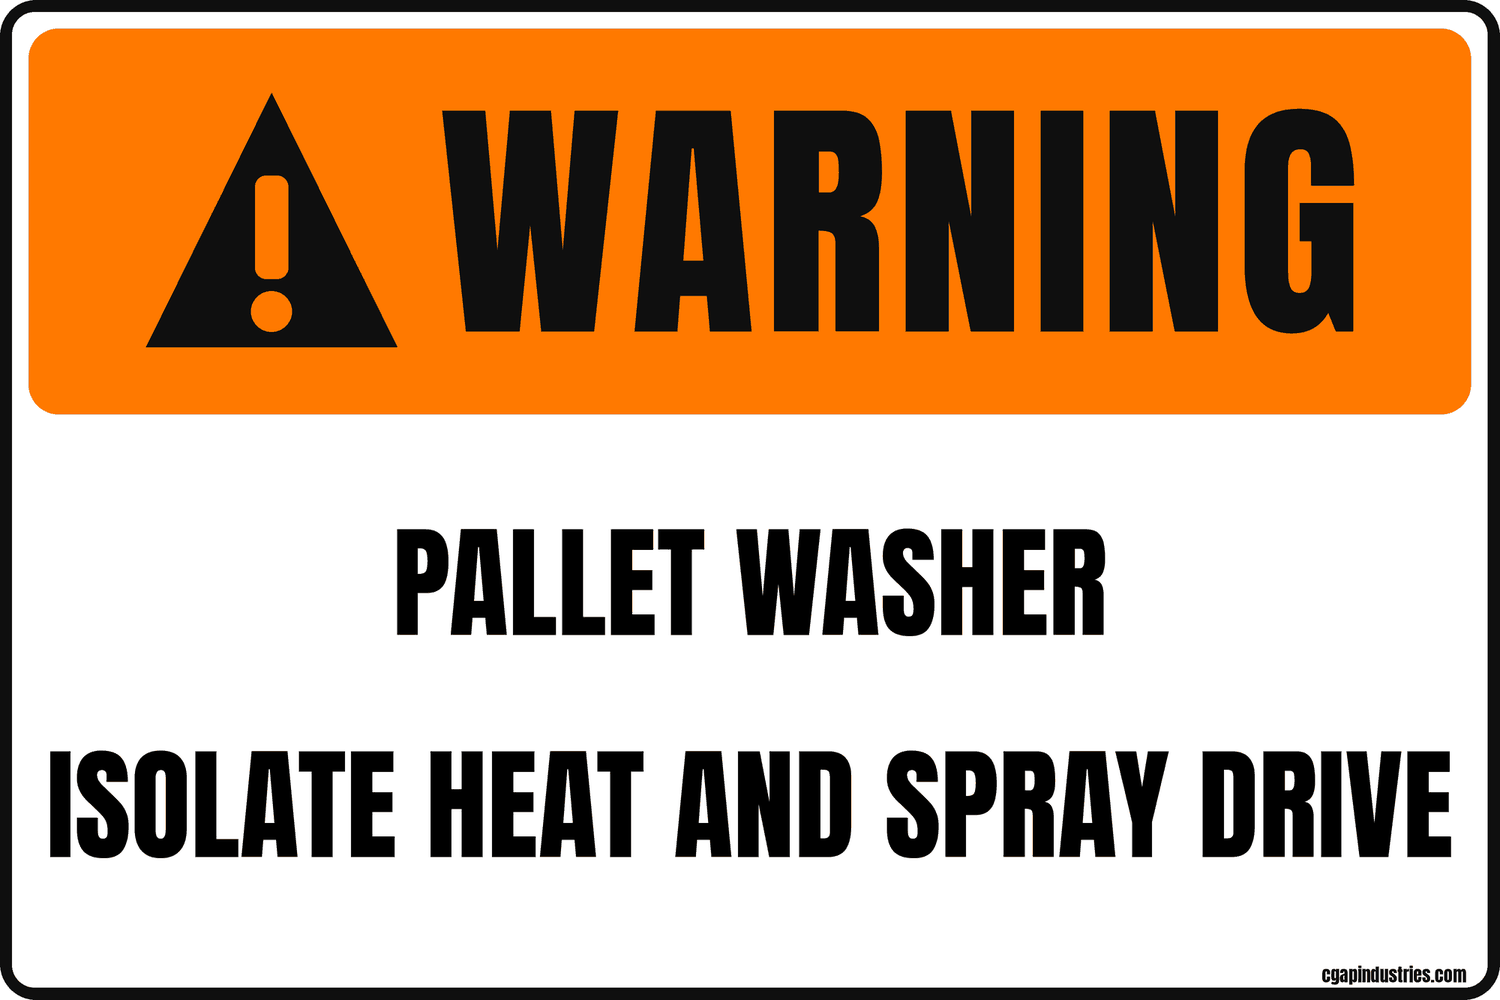 WARNING
PALLET WASHER
ISOLATE HEAT AND SPRAY DRIVE
cgapindustries.com